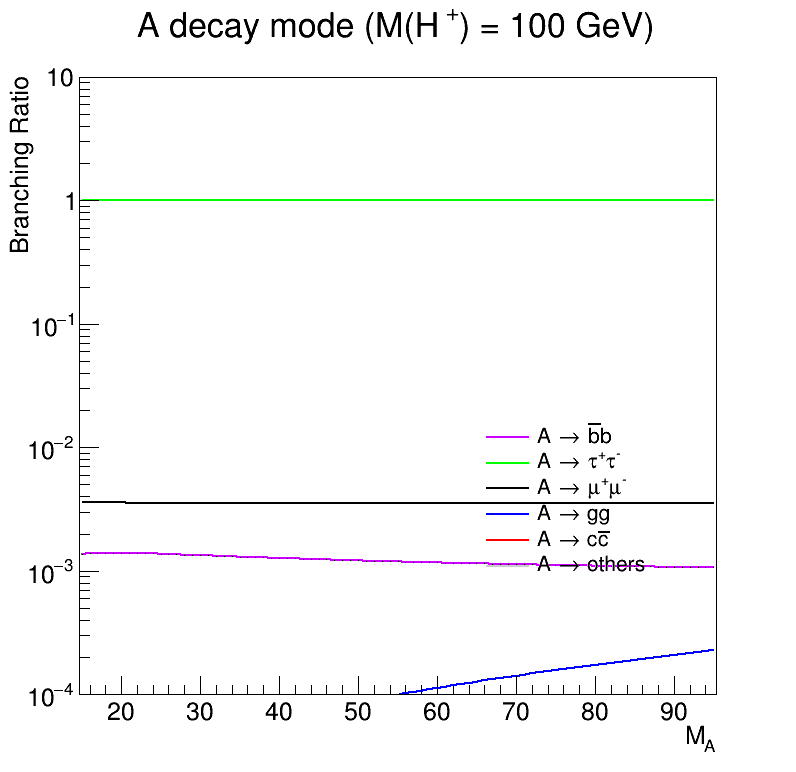 A decay mode (M(H⁺) = 100 GeV)
Branching Ratio
10
1
10⁻¹
10⁻²
10⁻³
10⁻⁴
A → b̅b
A → τ⁺τ⁻
A → μ⁺μ⁻
A → gg
A → cc̅
A → others
20 30 40 50 60 70 80 90
M_A